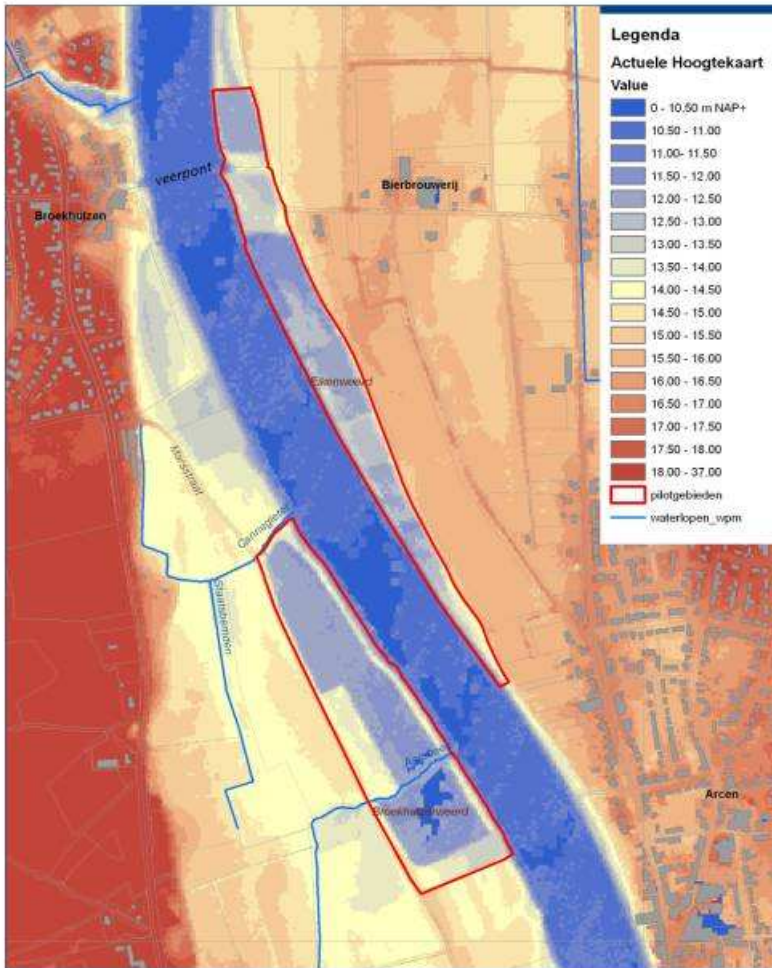 Legenda
Actuele Hoogtekaart
Value
0 - 10.50 m NAP+
10.50 - 11.00
11.00- 11.50
11.50 - 12.00
12.00 - 12.50
12.50 - 13.00
13.00 - 13.50
13.50 - 14.00
14.00 - 14.50
14.50 - 15.00
15.00 - 15.50
15.50 - 16.00
16.00 - 16.50
16.50 - 17.00
17.00 - 17.50
17.50 - 18.00
18.00 - 37.00
pilotgebieden
waterlopen_wpm
veerpont
Bierbrouwerij
Broekhuizen
Marsstraat
Staatsbemden
Broekhuizerweerd
Arcen